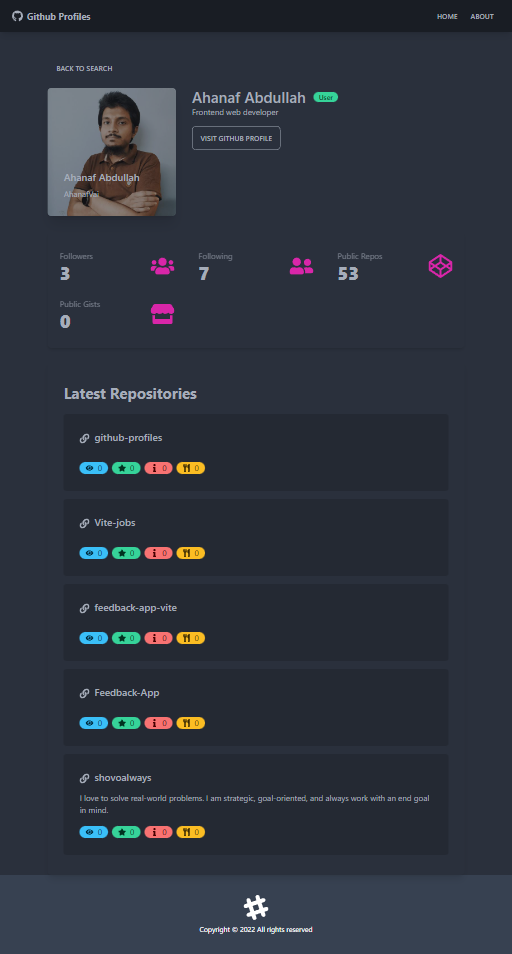 Github Profiles
HOME ABOUT
BACK TO SEARCH
Ahanaf Abdullah User
Frontend web developer
VISIT GITHUB PROFILE
Ahanaf Abdullah
Followers
3
Following
7
Public Repos
53
Public Gists
0
Latest Repositories
github-profiles
0 0 0 0
Vite-jobs
0 0 0 0
feedback-app-vite
0 0 0 0
Feedback-App
0 0 0 0
shovoalways
I love to solve real-world problems. I am strategic, goal-oriented, and always work with an end goal
in mind.
0 0 0 0
Copyright © 2022 All rights reserved